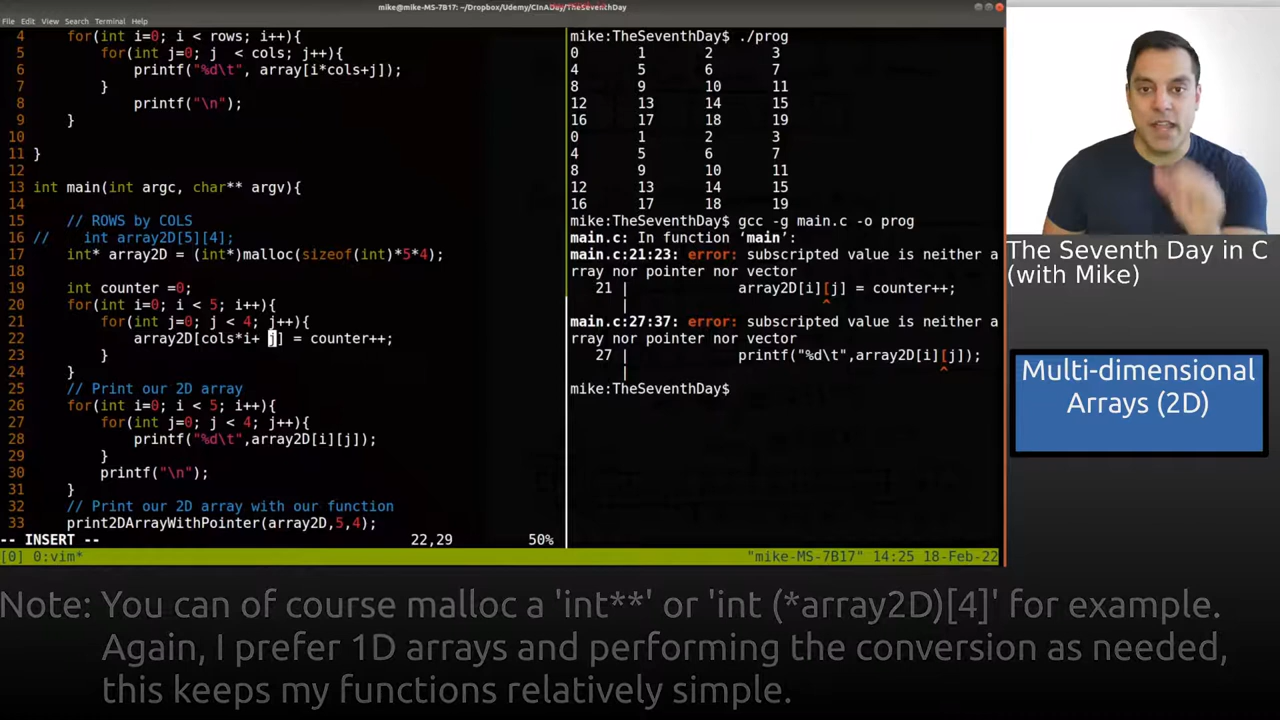 mike@mike-MS-7B17: ~/Dropbox/Udemy/CInADay/TheSeventhDay
File Edit View Search Terminal Help
4 for(int i=0; i < rows; i++){
5 for(int j=0; j < cols; j++){
6 printf("%d\t", array[i*cols+j]);
7 }
8 printf("\n");
9 }
10
11 }
12
13 int main(int argc, char** argv){
14
15 // ROWS by COLS
16 // int array2D[5][4];
17 int* array2D = (int*)malloc(sizeof(int)*5*4);
18
19 int counter =0;
20 for(int i=0; i < 5; i++){
21 for(int j=0; j < 4; j++){
22 array2D[cols*i+ j] = counter++;
23 }
24 }
25 // Print our 2D array
26 for(int i=0; i < 5; i++){
27 for(int j=0; j < 4; j++){
28 printf("%d\t",array2D[i][j]);
29 }
30 printf("\n");
31 }
32 // Print our 2D array with our function
33 print2DArrayWithPointer(array2D,5,4);
-- INSERT -- 22,29 50%
mike:TheSeventhDay$ ./prog
0 1 2 3
4 5 6 7
8 9 10 11
12 13 14 15
16 17 18 19
0 1 2 3
4 5 6 7
8 9 10 11
12 13 14 15
16 17 18 19
mike:TheSeventhDay$ gcc -g main.c -o prog
main.c: In function ‘main’:
main.c:21:23: error: subscripted value is neither a
rray nor pointer nor vector
21 | array2D[i][j] = counter++;
| ^
main.c:27:37: error: subscripted value is neither a
rray nor pointer nor vector
27 | printf("%d\t",array2D[i][j]);
| ^
mike:TheSeventhDay$
[0] 0:vim* "mike-MS-7B17" 14:25 18-Feb-22
The Seventh Day in C
(with Mike)
Multi-dimensional
Arrays (2D)
Note: You can of course malloc a 'int**' or 'int (*array2D)[4]' for example.
Again, I prefer 1D arrays and performing the conversion as needed,
this keeps my functions relatively simple.